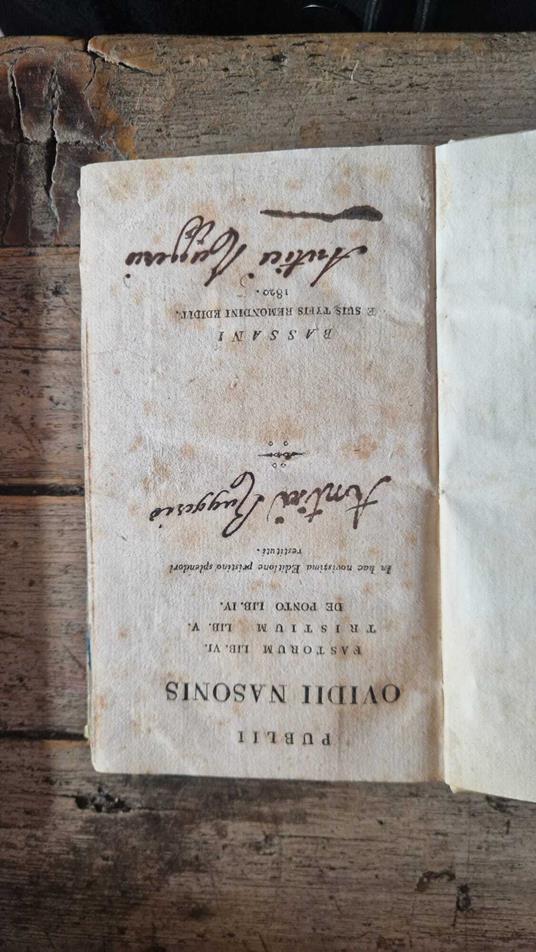 PUBLII
OVIDII NASONIS
FASTORUM LIB. VI.
TRISTIUM LIB. V.
DE PONTO LIB. IV.
In hac novissima Editione pristino splendori
restituti.
Ruggerio
BASSANI
E SUIS TYPIS REMONDINI EDIDIT.
1820.